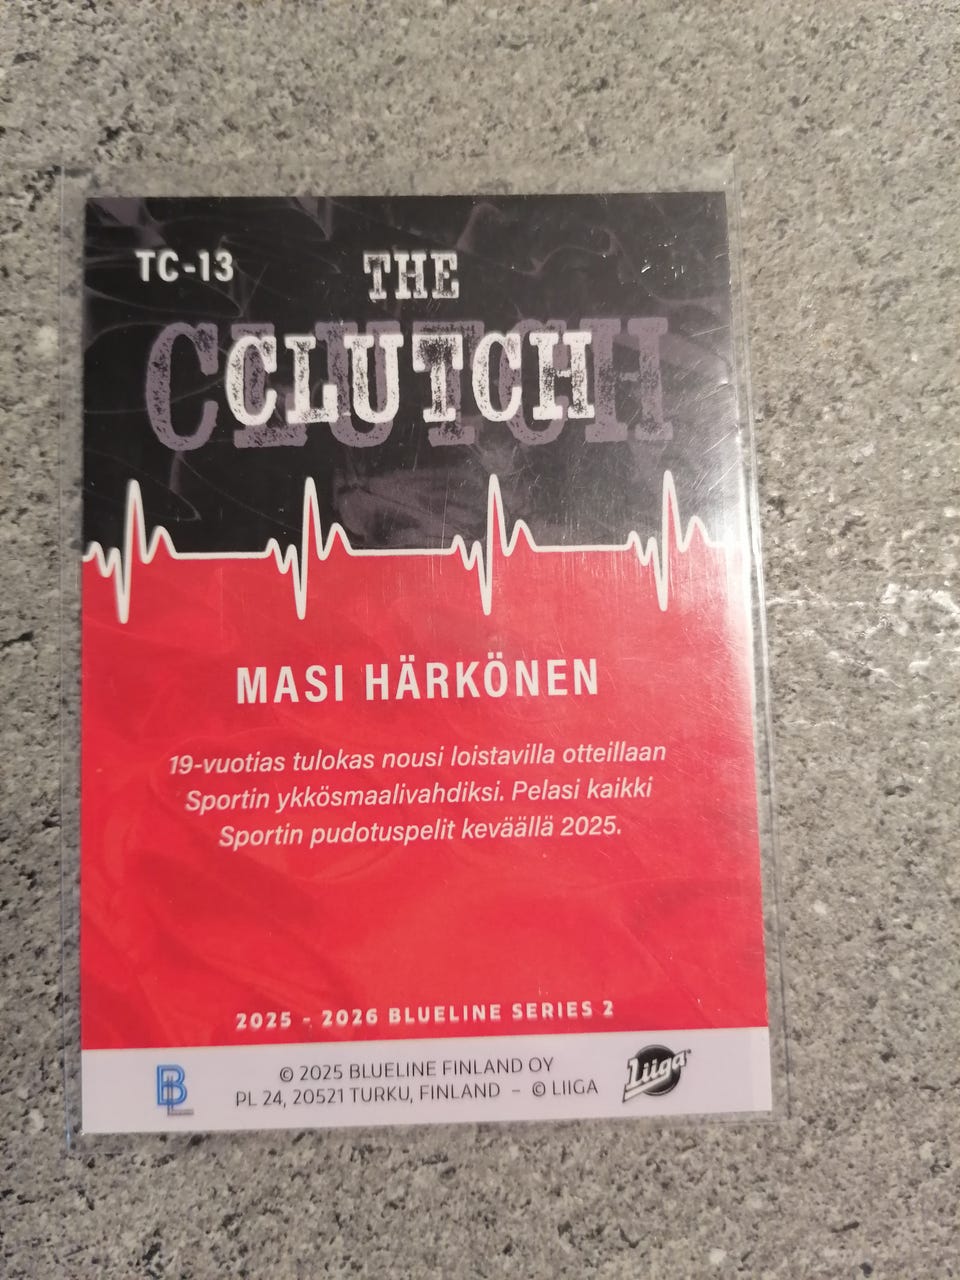 TC-13
THE
CLUTCH
CLUTCH
MASI HÄRKÖNEN
19-vuotias tulokas nousi loistavilla otteillaan
Sportin ykkösmaalivahdiksi. Pelasi kaikki
Sportin pudotuspelit keväällä 2025.
2025 - 2026 BLUELINE SERIES 2
BL
© 2025 BLUELINE FINLAND OY
PL 24, 20521 TURKU, FINLAND – © LIIGA
Liiga